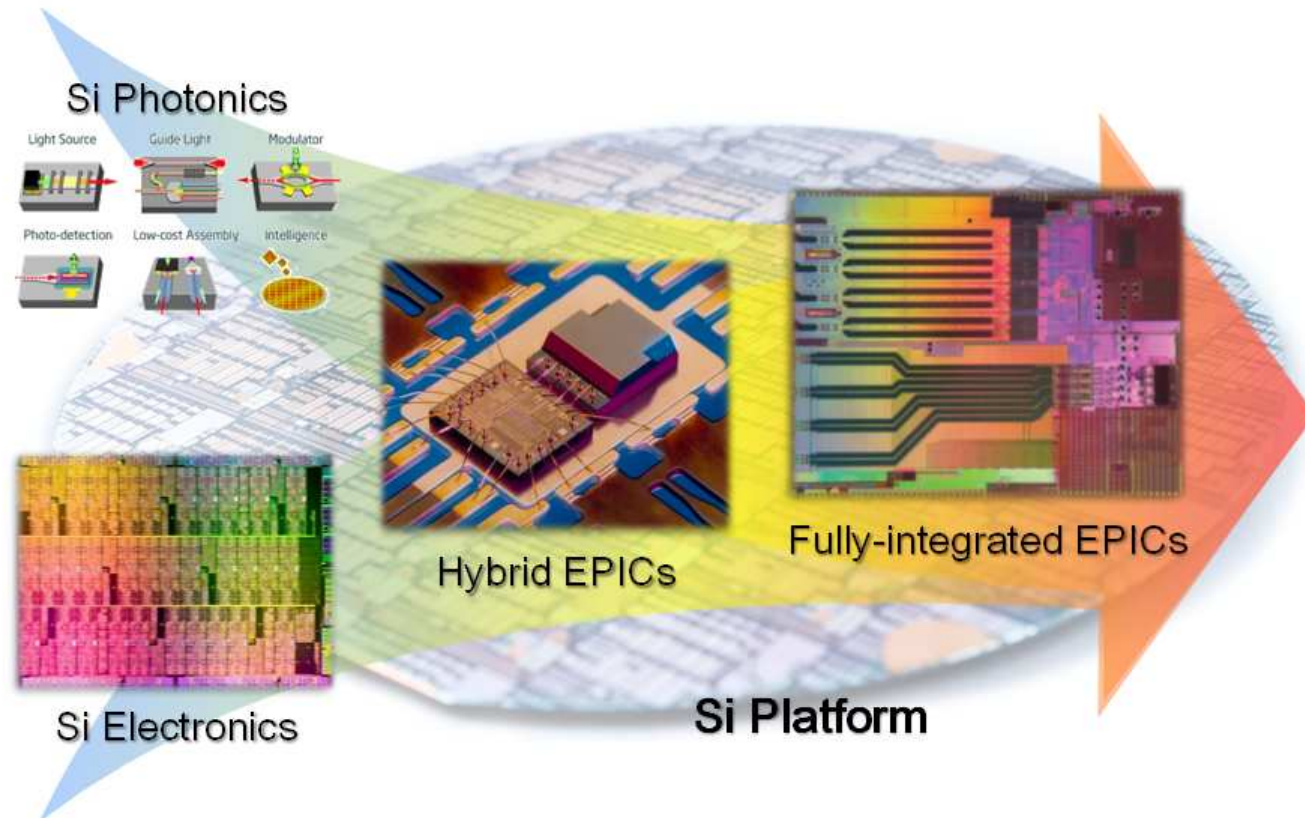 Si Photonics
Light Source Guide Light Modulator
Photo-detection Low-cost Assembly Intelligence
Hybrid EPICs
Fully-integrated EPICs
Si Electronics
Si Platform